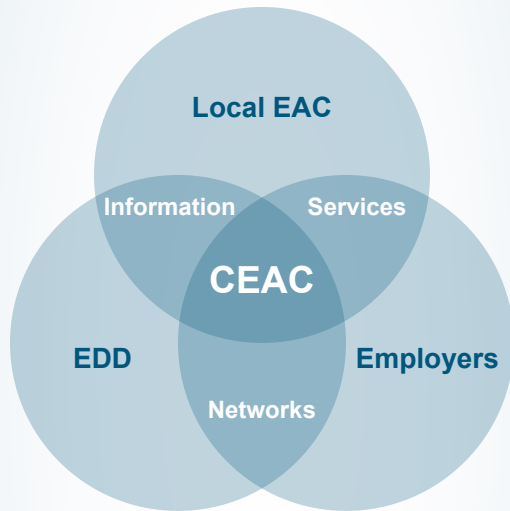 Local EAC
Information
Services
CEAC
EDD
Employers
Networks